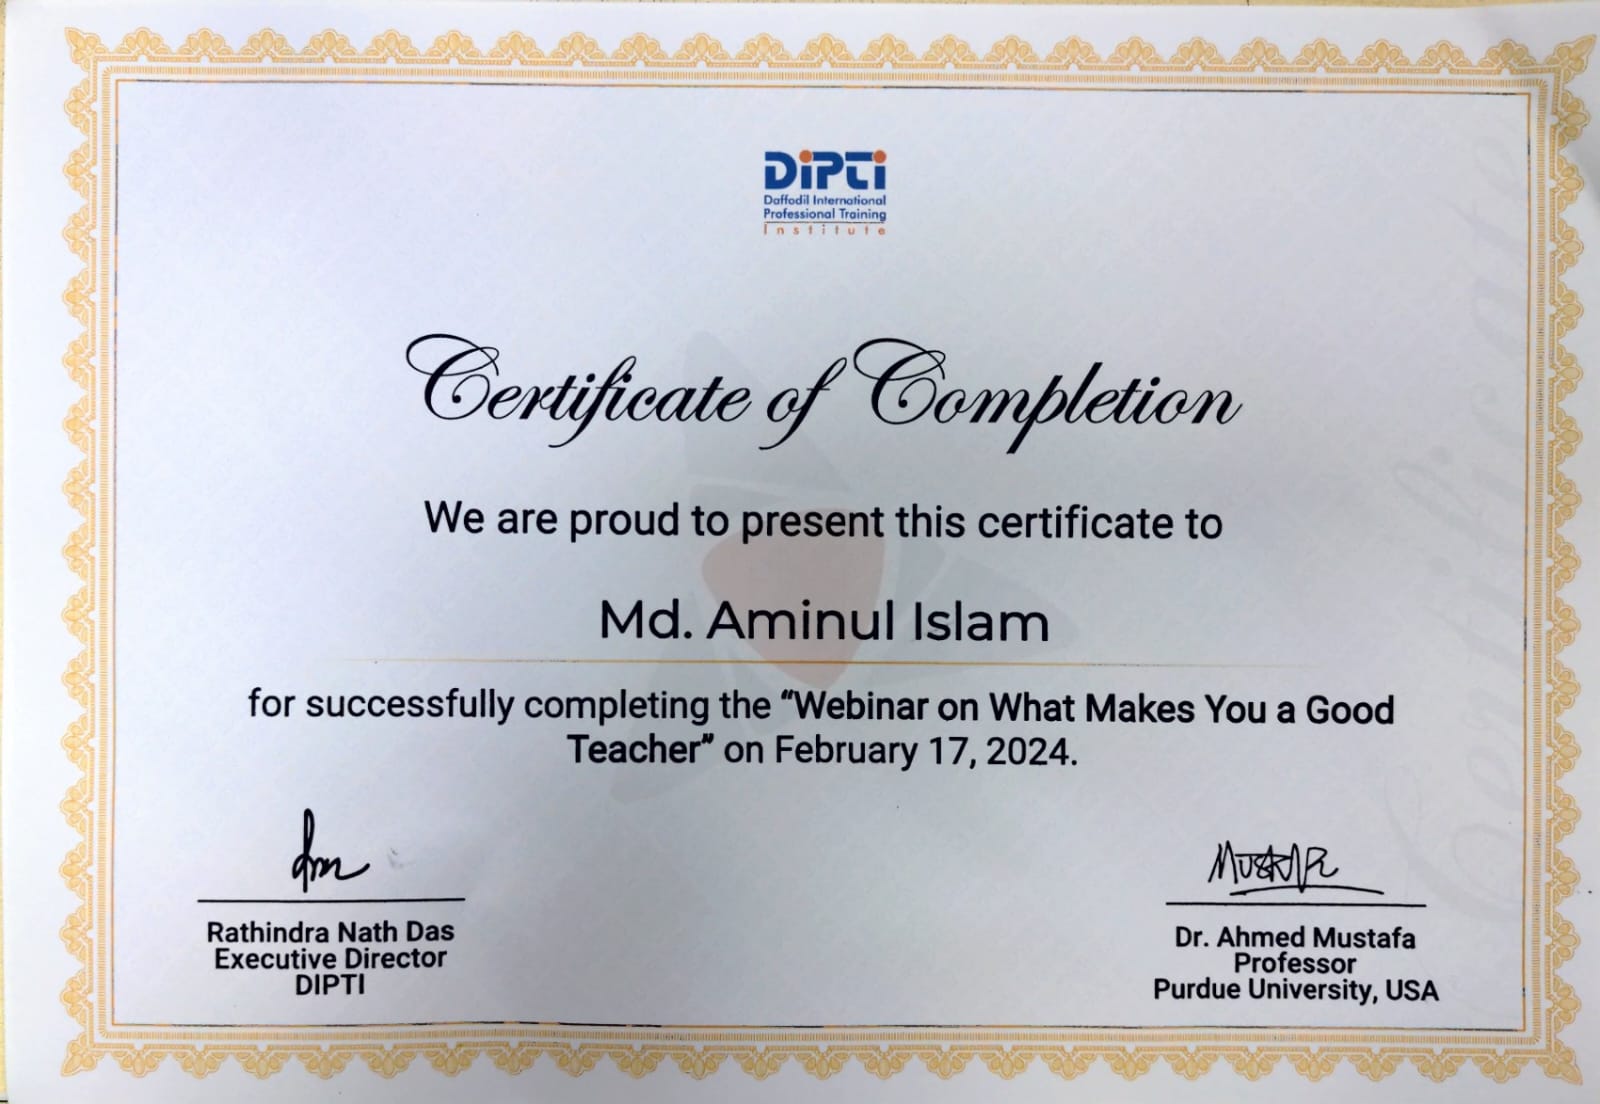 DiPTi
Daffodil International
Professional Training
Institute
Certificate of Completion
We are proud to present this certificate to
Md. Aminul Islam
for successfully completing the “Webinar on What Makes You a Good
Teacher” on February 17, 2024.
Rathindra Nath Das
Executive Director
DIPTI
Mustafa
Dr. Ahmed Mustafa
Professor
Purdue University, USA
Certificate